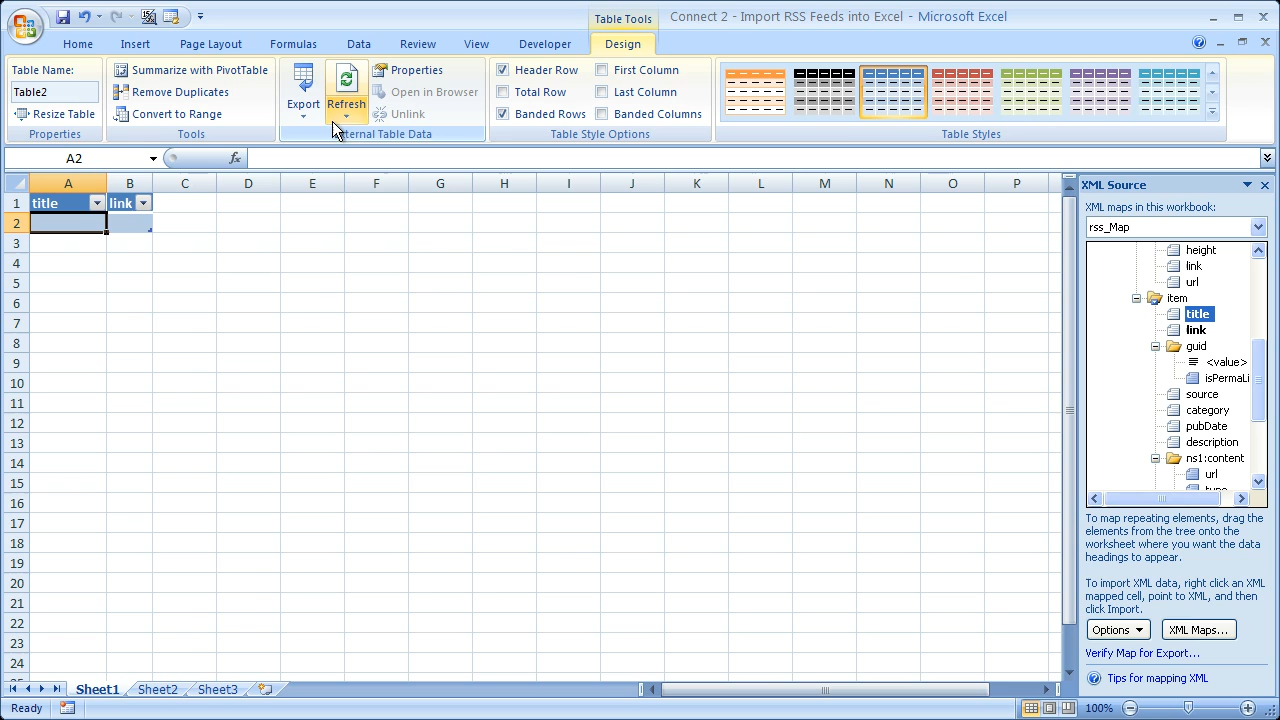 Table Tools
Connect 2 - Import RSS Feeds into Excel - Microsoft Excel
Home
Insert
Page Layout
Formulas
Data
Review
View
Developer
Design
Table Name:
Table2
Resize Table
Properties
Summarize with PivotTable
Remove Duplicates
Convert to Range
Tools
Export
Refresh
Properties
Open in Browser
Unlink
ternal Table Data
Header Row
Total Row
Banded Rows
First Column
Last Column
Banded Columns
Table Style Options
Table Styles
A2
fx
A B C D E F G H I J K L M N O P
1 title link
2
3
4
5
6
7
8
9
10
11
12
13
14
15
16
17
18
19
20
21
22
23
24
XML Source
XML maps in this workbook:
rss_Map
height
link
url
item
title
link
guid
<value>
isPermaLi
source
category
pubDate
description
ns1:content
url
type
To map repeating elements, drag the
elements from the tree onto the
worksheet where you want the data
headings to appear.
To import XML data, right click an XML
mapped cell, point to XML, and then
click Import.
Options
XML Maps...
Verify Map for Export...
Tips for mapping XML
Sheet1
Sheet2
Sheet3
Ready
100%